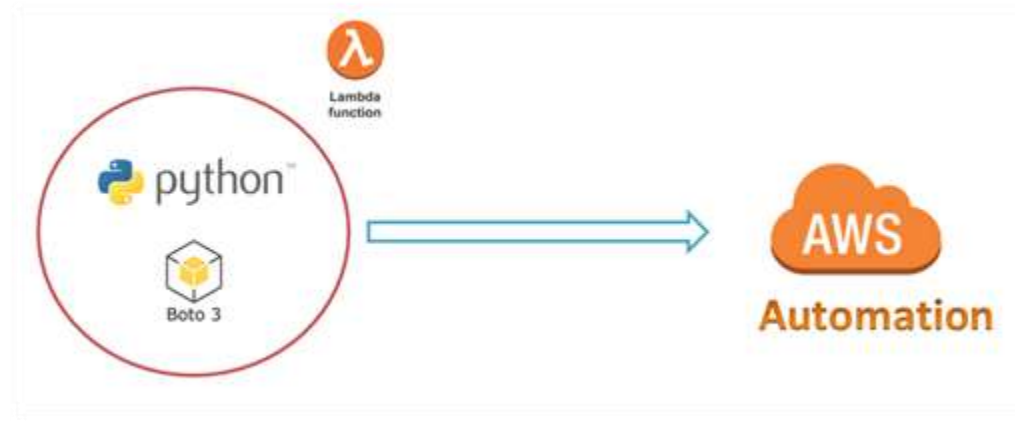 λ
Lambda
function
python™
Boto 3
AWS
Automation